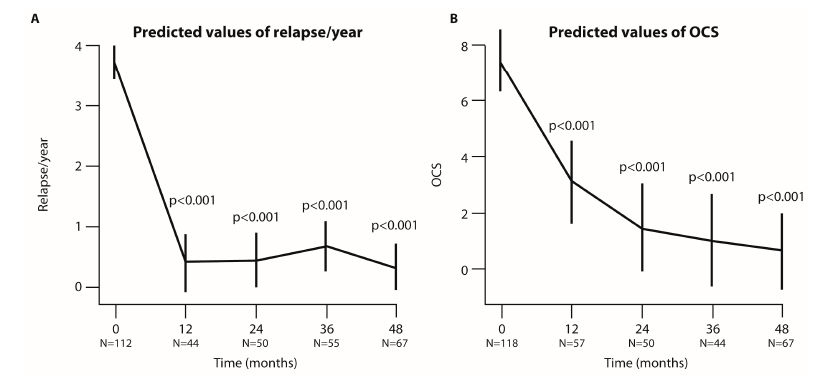 A
Predicted values of relapse/year
4
3
2
1
0
Relapse/year
p<0.001
p<0.001
p<0.001
p<0.001
0
12
24
36
48
N=112
N=44
N=50
N=55
N=67
Time (months)
B
Predicted values of OCS
8
6
4
2
0
OCS
p<0.001
p<0.001
p<0.001
p<0.001
0
12
24
36
48
N=118
N=57
N=50
N=44
N=67
Time (months)